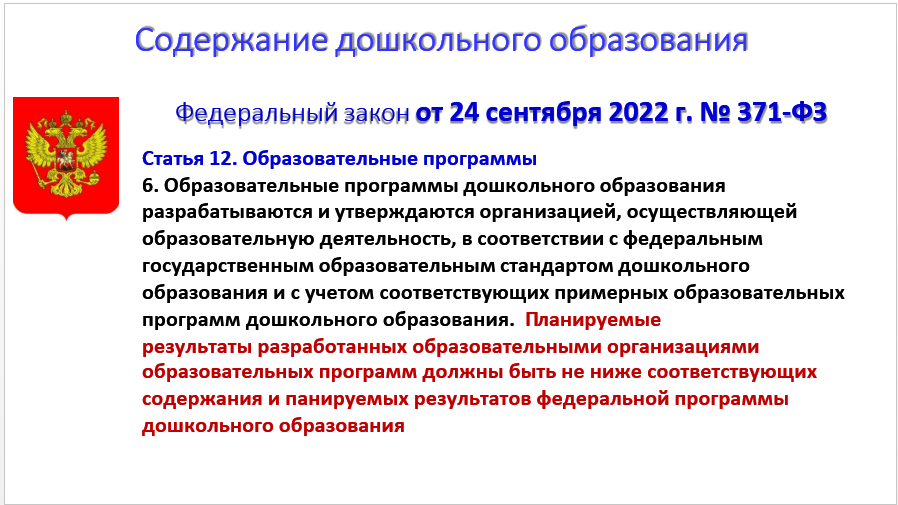 Содержание дошкольного образования
Федеральный закон от 24 сентября 2022 г. № 371-ФЗ
Статья 12. Образовательные программы
6. Образовательные программы дошкольного образования
разрабатываются и утверждаются организацией, осуществляющей
образовательную деятельность, в соответствии с федеральным
государственным образовательным стандартом дошкольного
образования и с учетом соответствующих примерных образовательных
программ дошкольного образования. Планируемые
результаты разработанных образовательными организациями
образовательных программ должны быть не ниже соответствующих
содержания и панируемых результатов федеральной программы
дошкольного образования